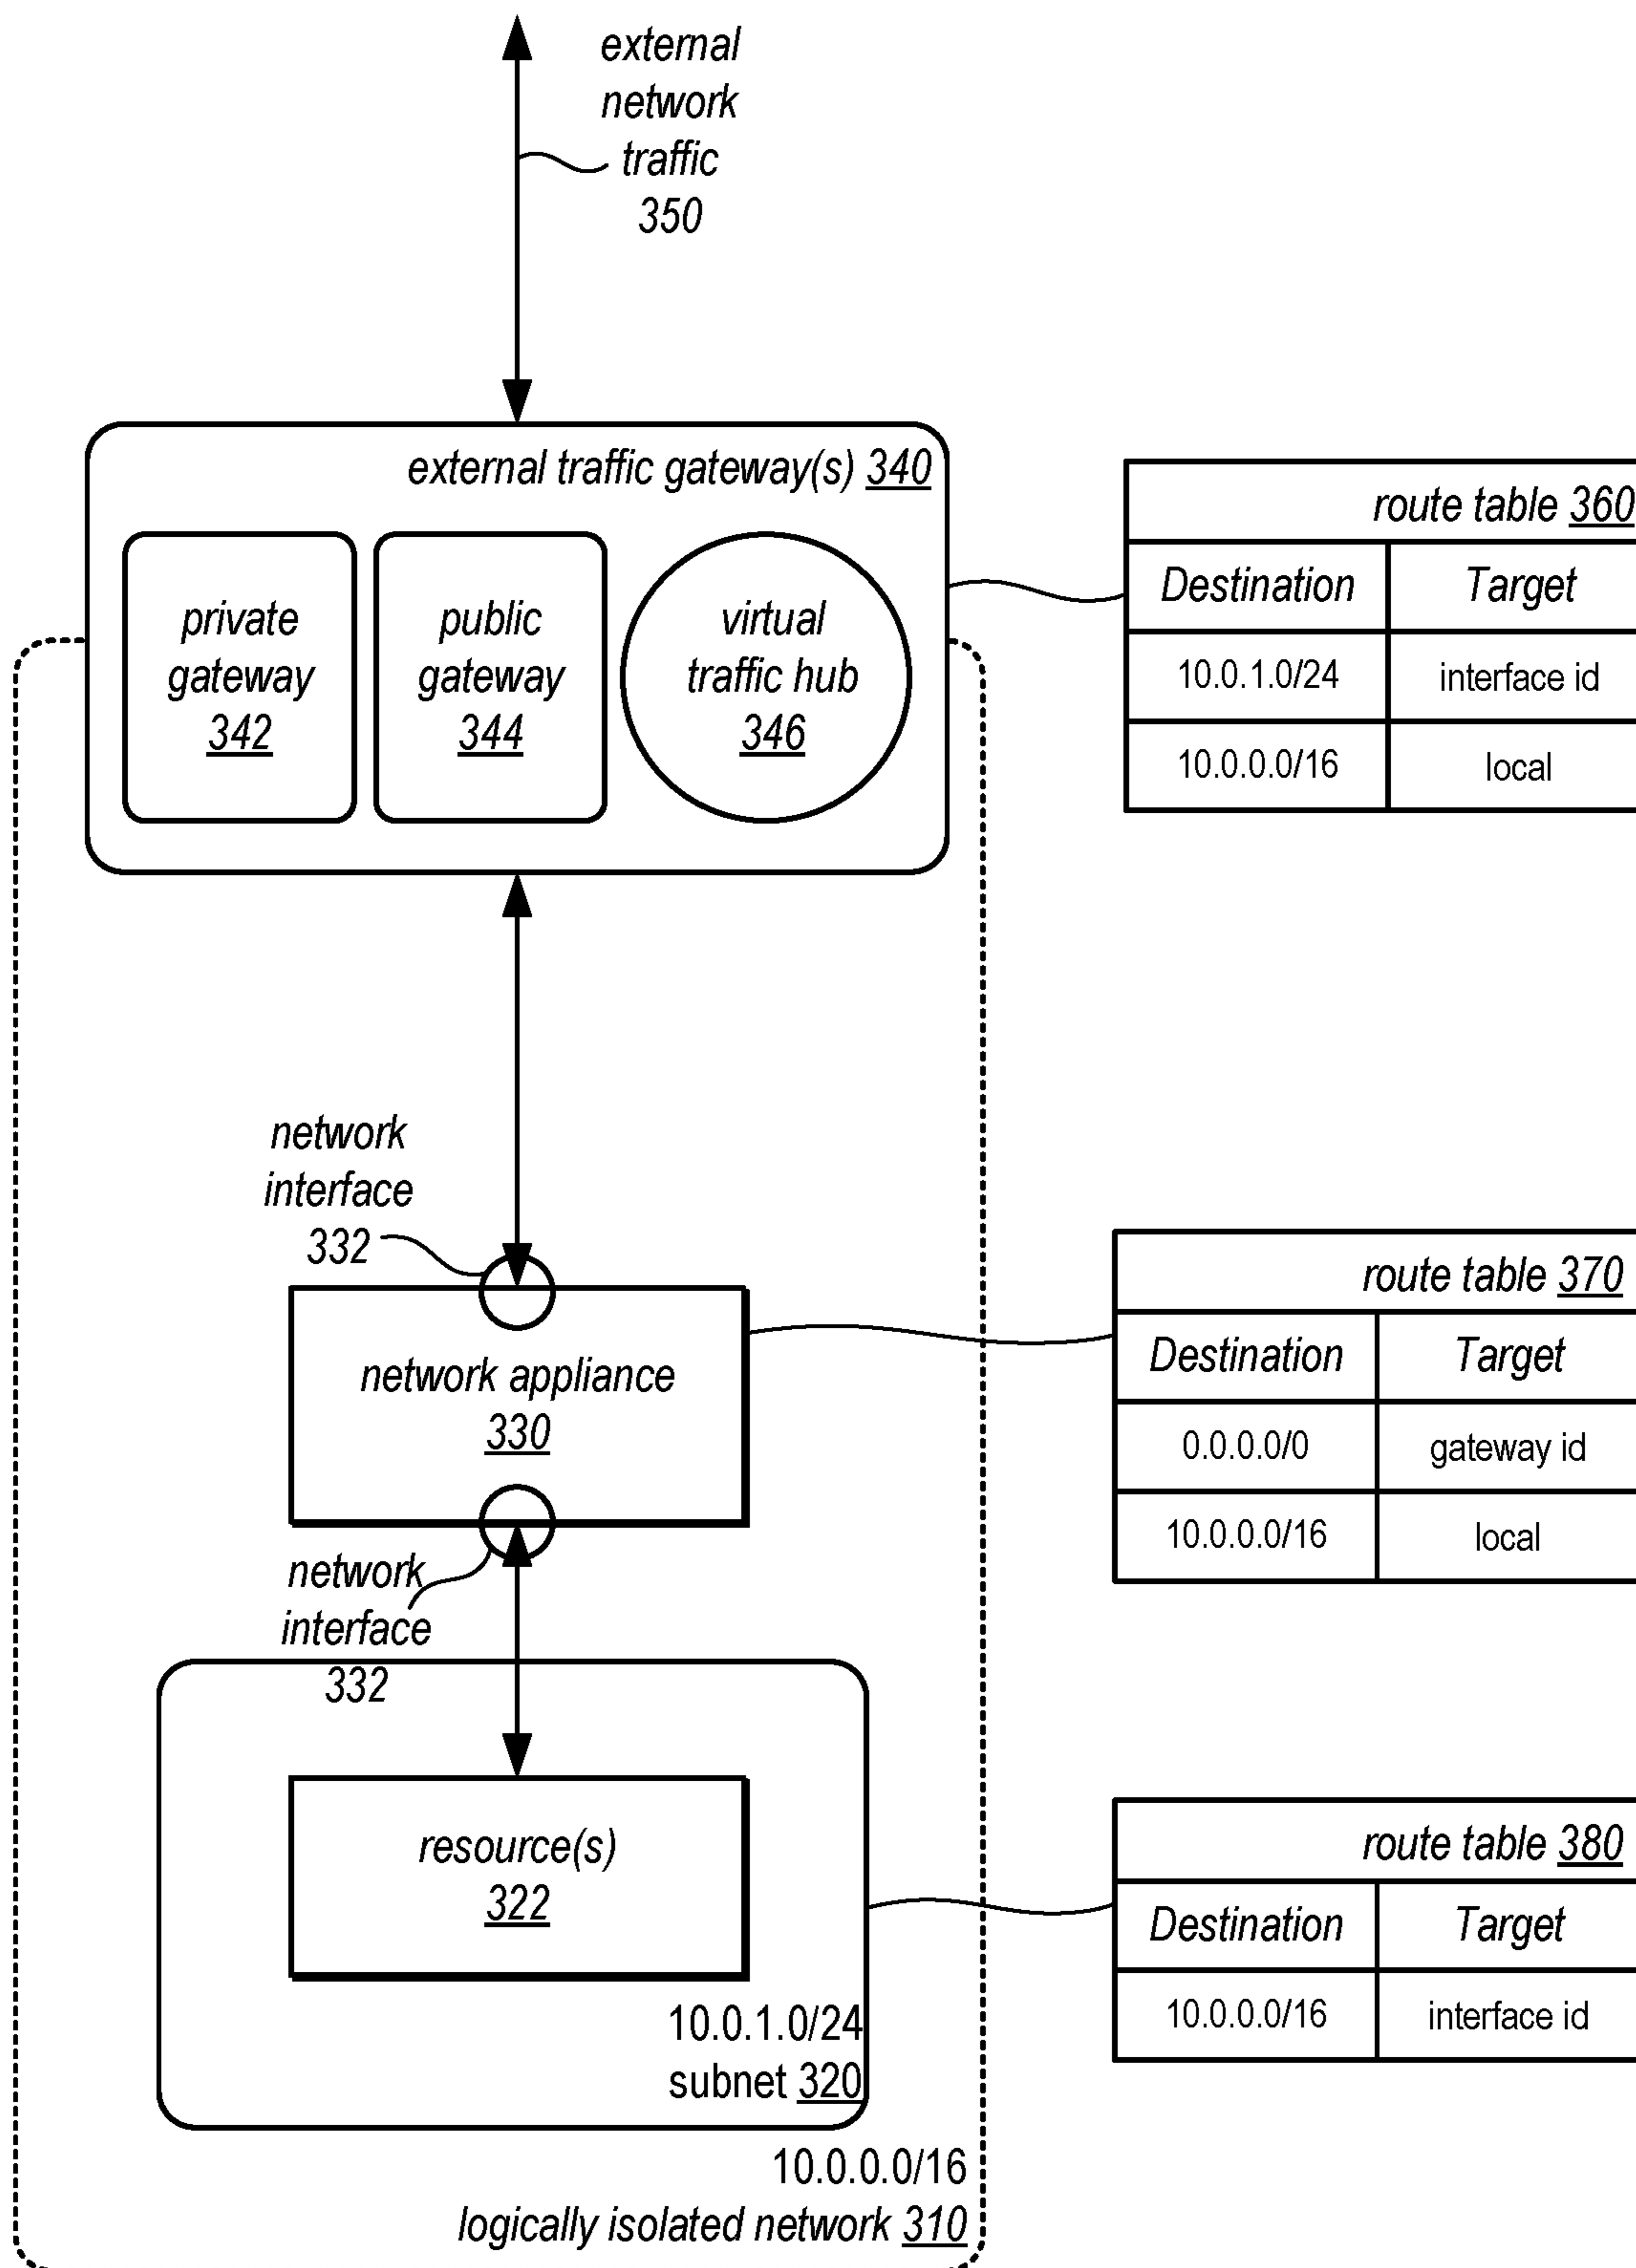 external
network
traffic
350
external traffic gateway(s) 340
private
gateway
342
public
gateway
344
virtual
traffic hub
346
route table 360
Destination Target
10.0.1.0/24 interface id
10.0.0.0/16 local
network
interface
332
network appliance
330
route table 370
Destination Target
0.0.0.0/0 gateway id
10.0.0.0/16 local
network
interface
332
resource(s)
322
10.0.1.0/24
subnet 320
route table 380
Destination Target
10.0.0.0/16 interface id
10.0.0.0/16
logically isolated network 310